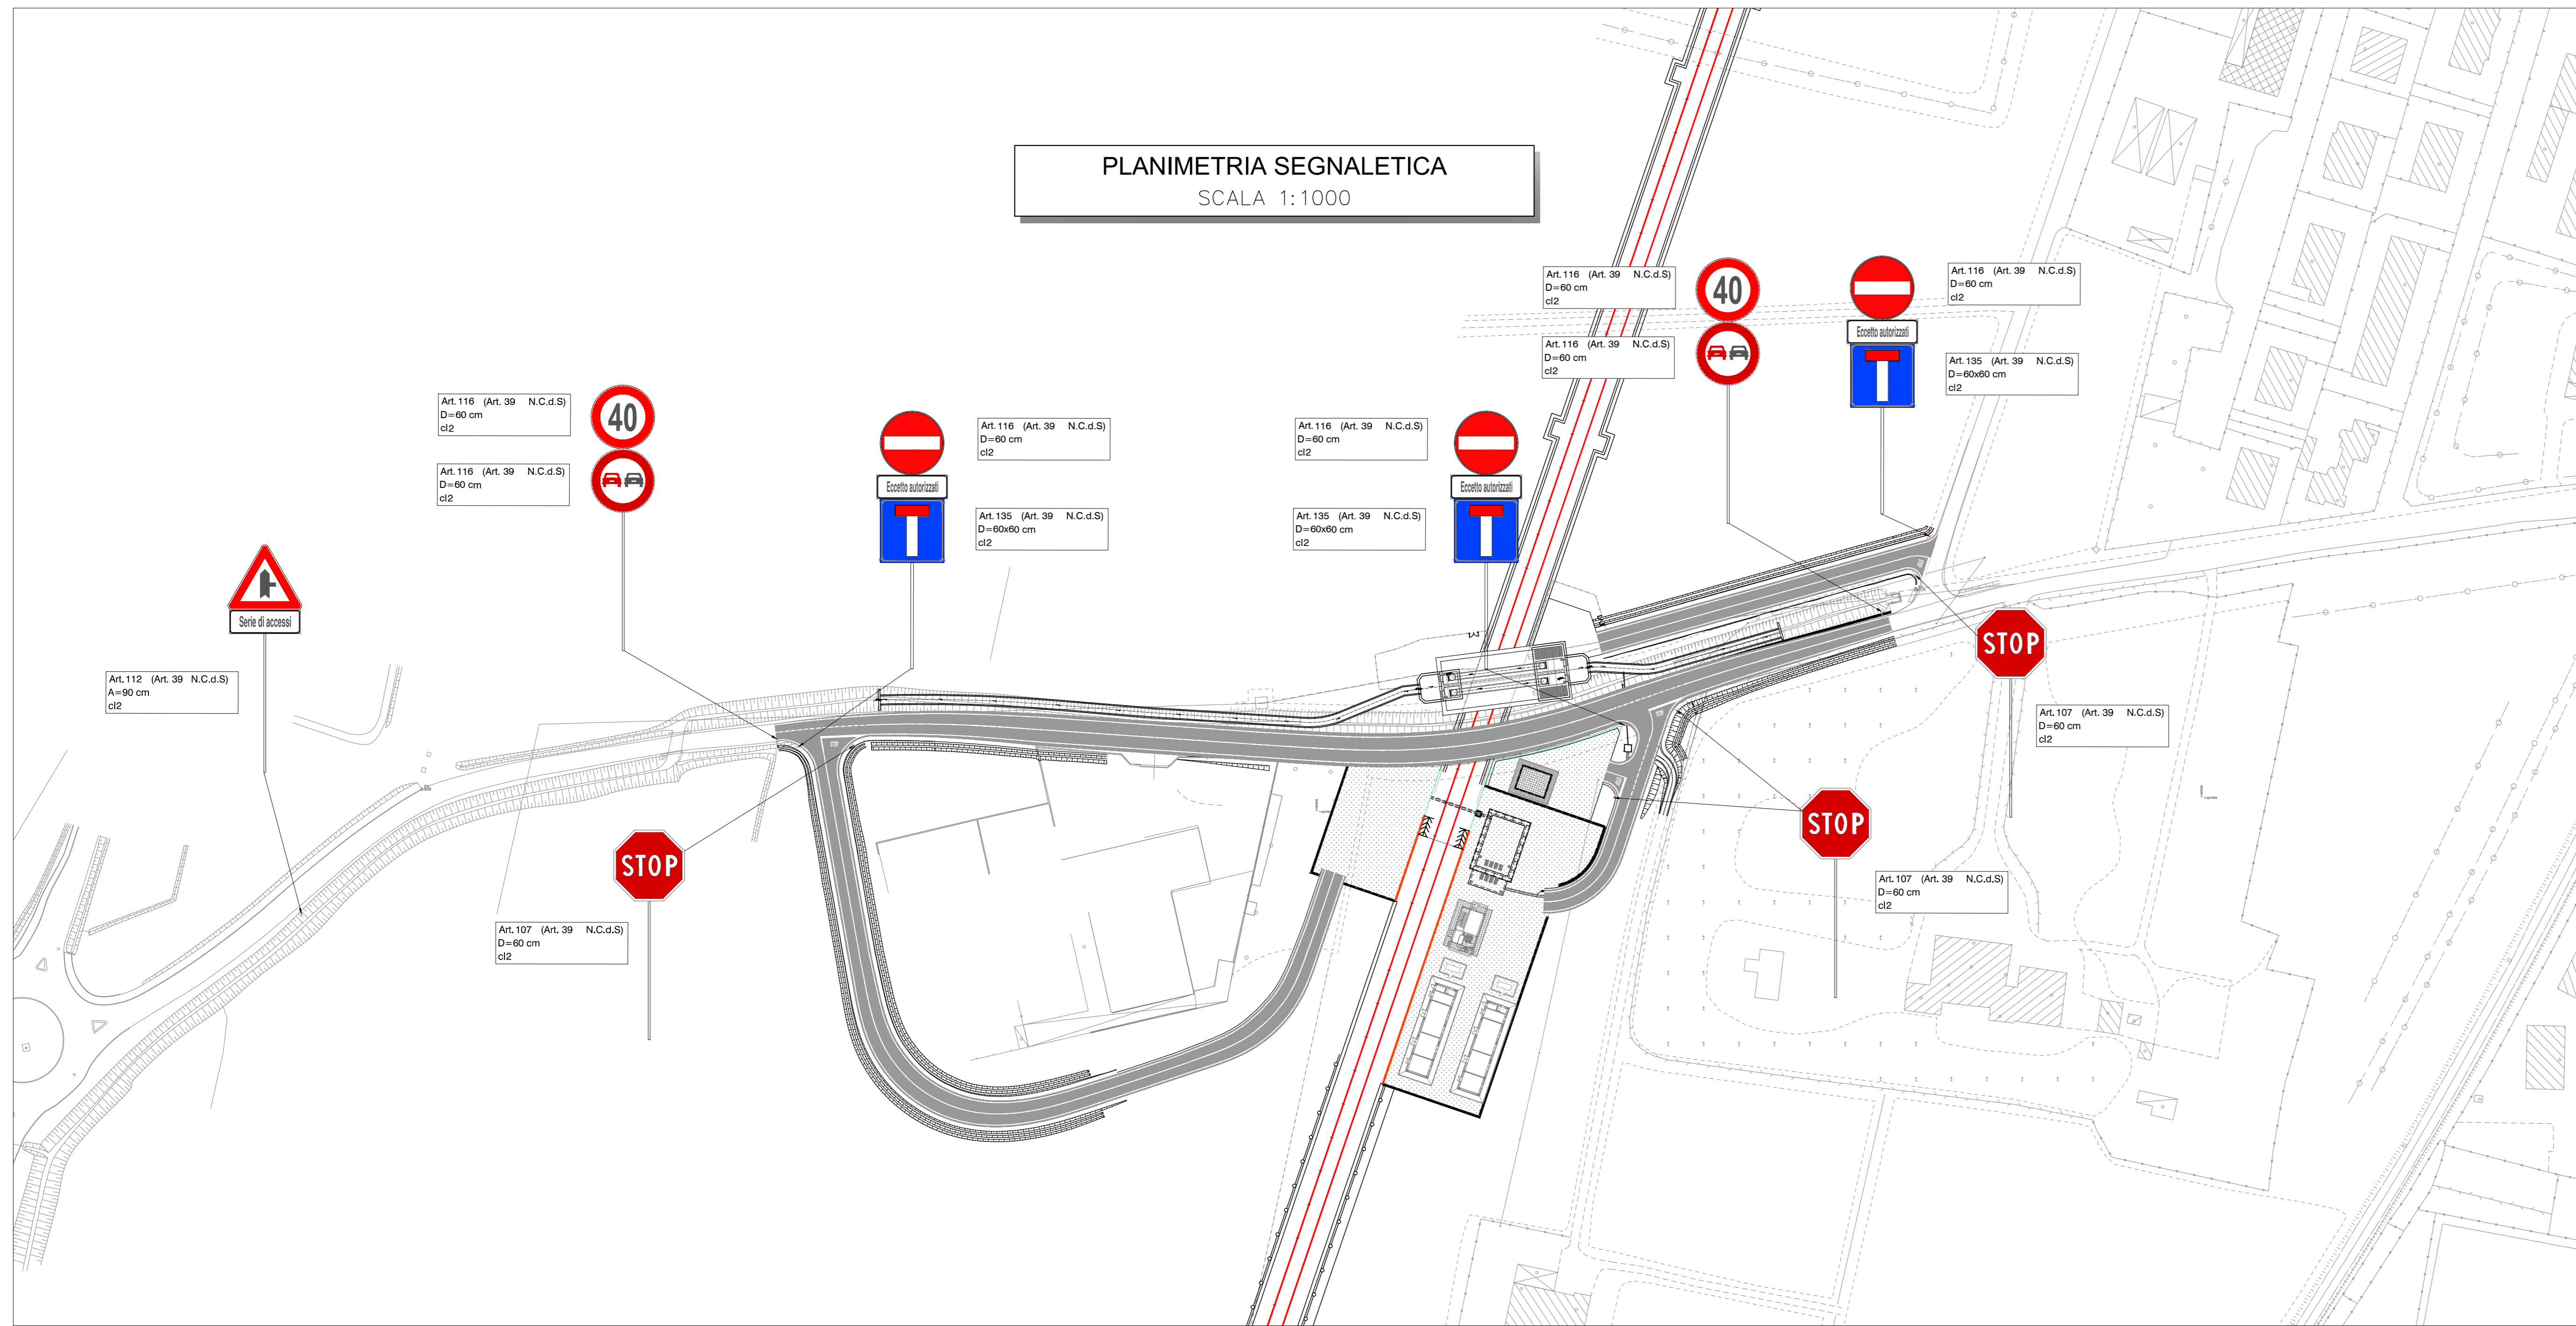 PLANIMETRIA SEGNALETICA
SCALA 1:1000
Art.116 (Art. 39 N.C.d.S)
D=60 cm
cl2
40
Art.116 (Art. 39 N.C.d.S)
D=60 cm
cl2
Art.116 (Art. 39 N.C.d.S)
D=60 cm
cl2
Eccetto autorizzati
Art.135 (Art. 39 N.C.d.S)
D=60x60 cm
cl2
Art.116 (Art. 39 N.C.d.S)
D=60 cm
cl2
40
Art.116 (Art. 39 N.C.d.S)
D=60 cm
cl2
Art.116 (Art. 39 N.C.d.S)
D=60 cm
cl2
Eccetto autorizzati
Art.135 (Art. 39 N.C.d.S)
D=60x60 cm
cl2
Art.116 (Art. 39 N.C.d.S)
D=60 cm
cl2
Eccetto autorizzati
Art.135 (Art. 39 N.C.d.S)
D=60x60 cm
cl2
Serie di accessi
Art.112 (Art. 39 N.C.d.S)
A=90 cm
cl2
STOP
Art.107 (Art. 39 N.C.d.S)
D=60 cm
cl2
STOP
Art.107 (Art. 39 N.C.d.S)
D=60 cm
cl2
STOP
Art.107 (Art. 39 N.C.d.S)
D=60 cm
cl2
STOP
STOP